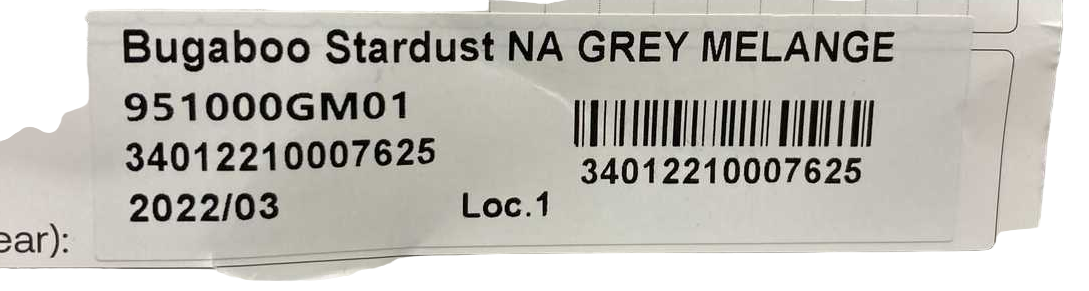 Bugaboo Stardust NA GREY MELANGE
951000GM01
34012210007625
34012210007625
2022/03
Loc.1
ear):